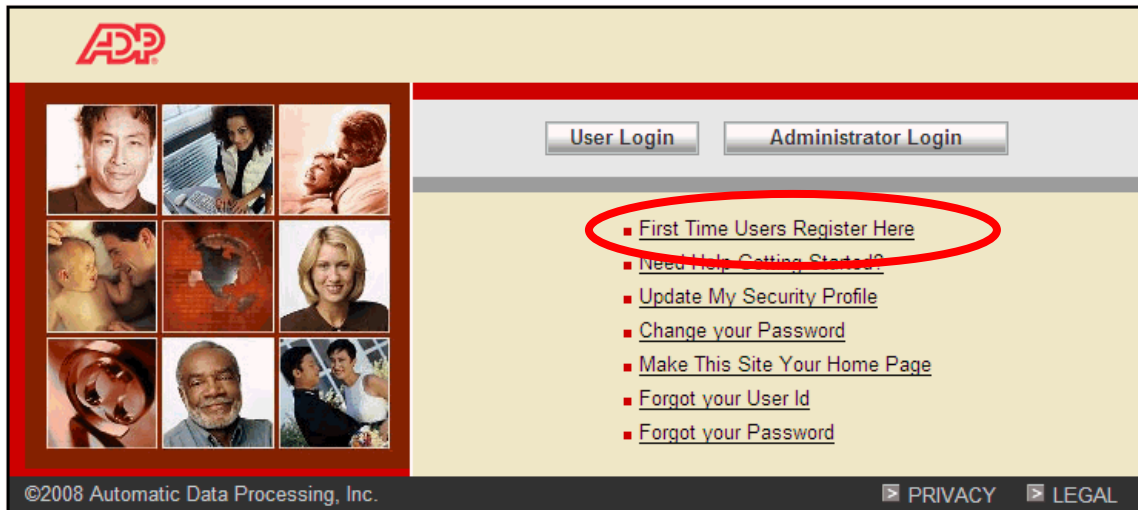 ADP
User Login
Administrator Login
First Time Users Register Here
Need Help Getting Started?
Update My Security Profile
Change your Password
Make This Site Your Home Page
Forgot your User Id
Forgot your Password
©2008 Automatic Data Processing, Inc.
PRIVACY
LEGAL